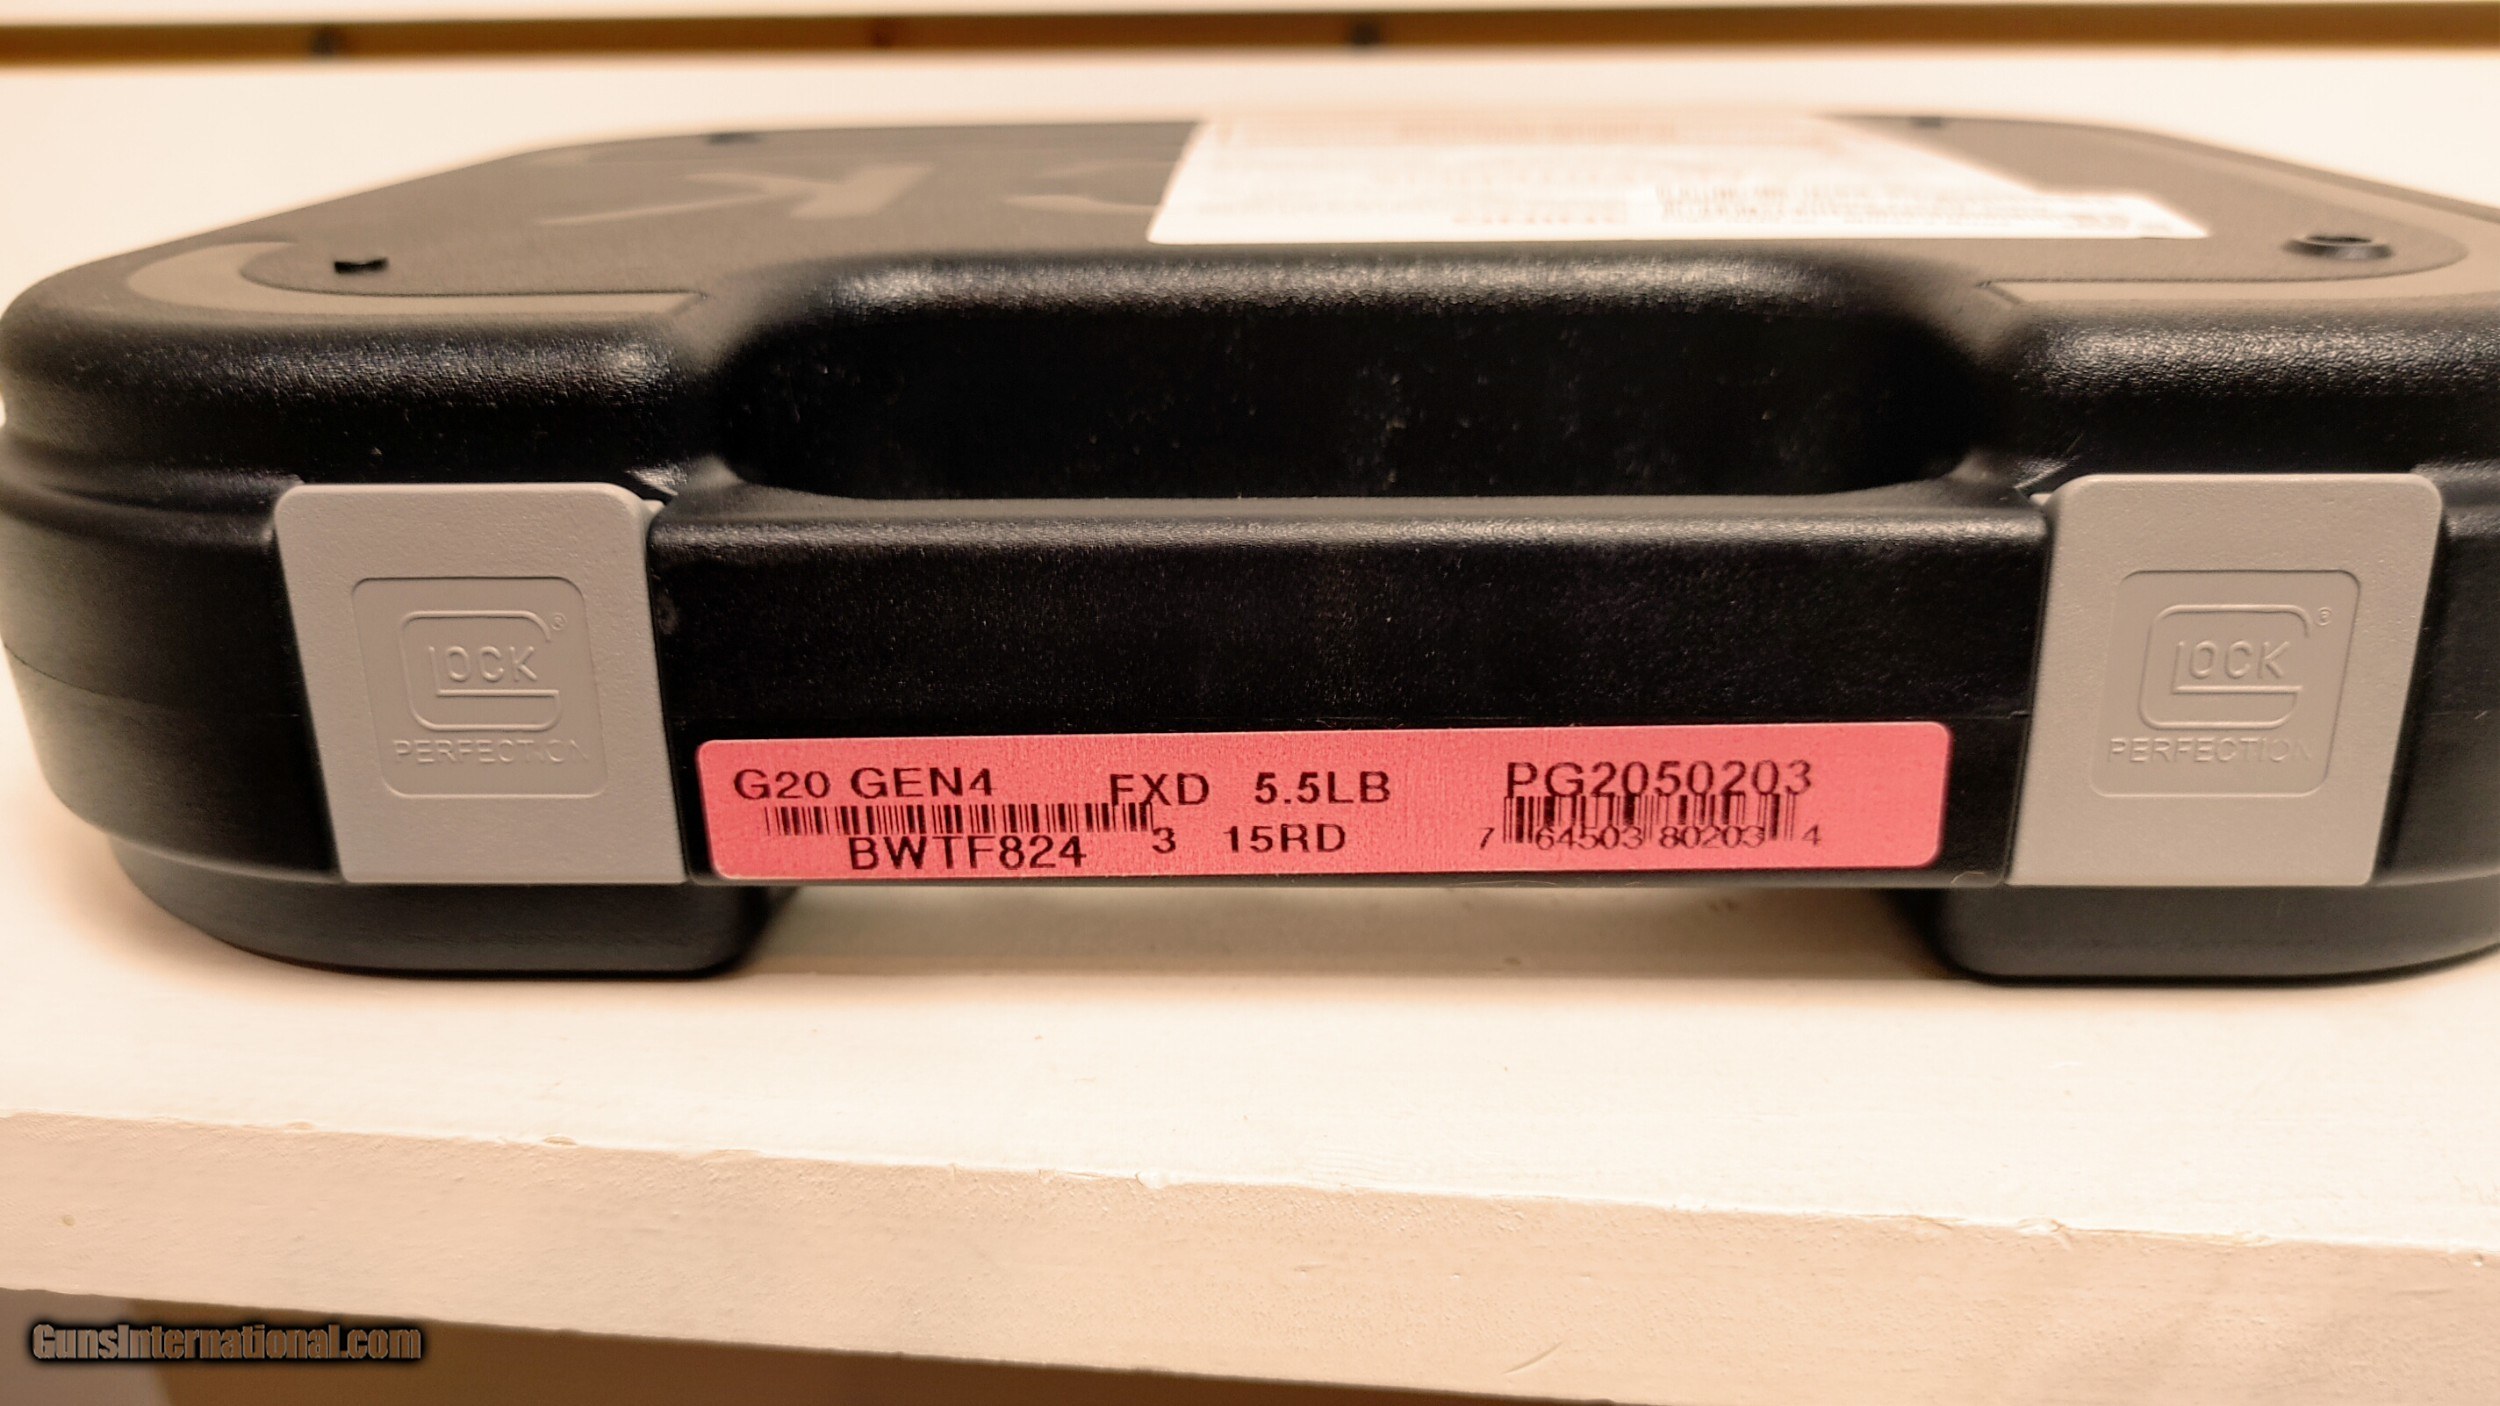 GLOCK®
PERFECTION
GLOCK®
PERFECTION
G20 GEN4 FXD 5.5LB PG2050203
BWTF824 3 15RD 7 64503 80203 4
GunsInternational.com